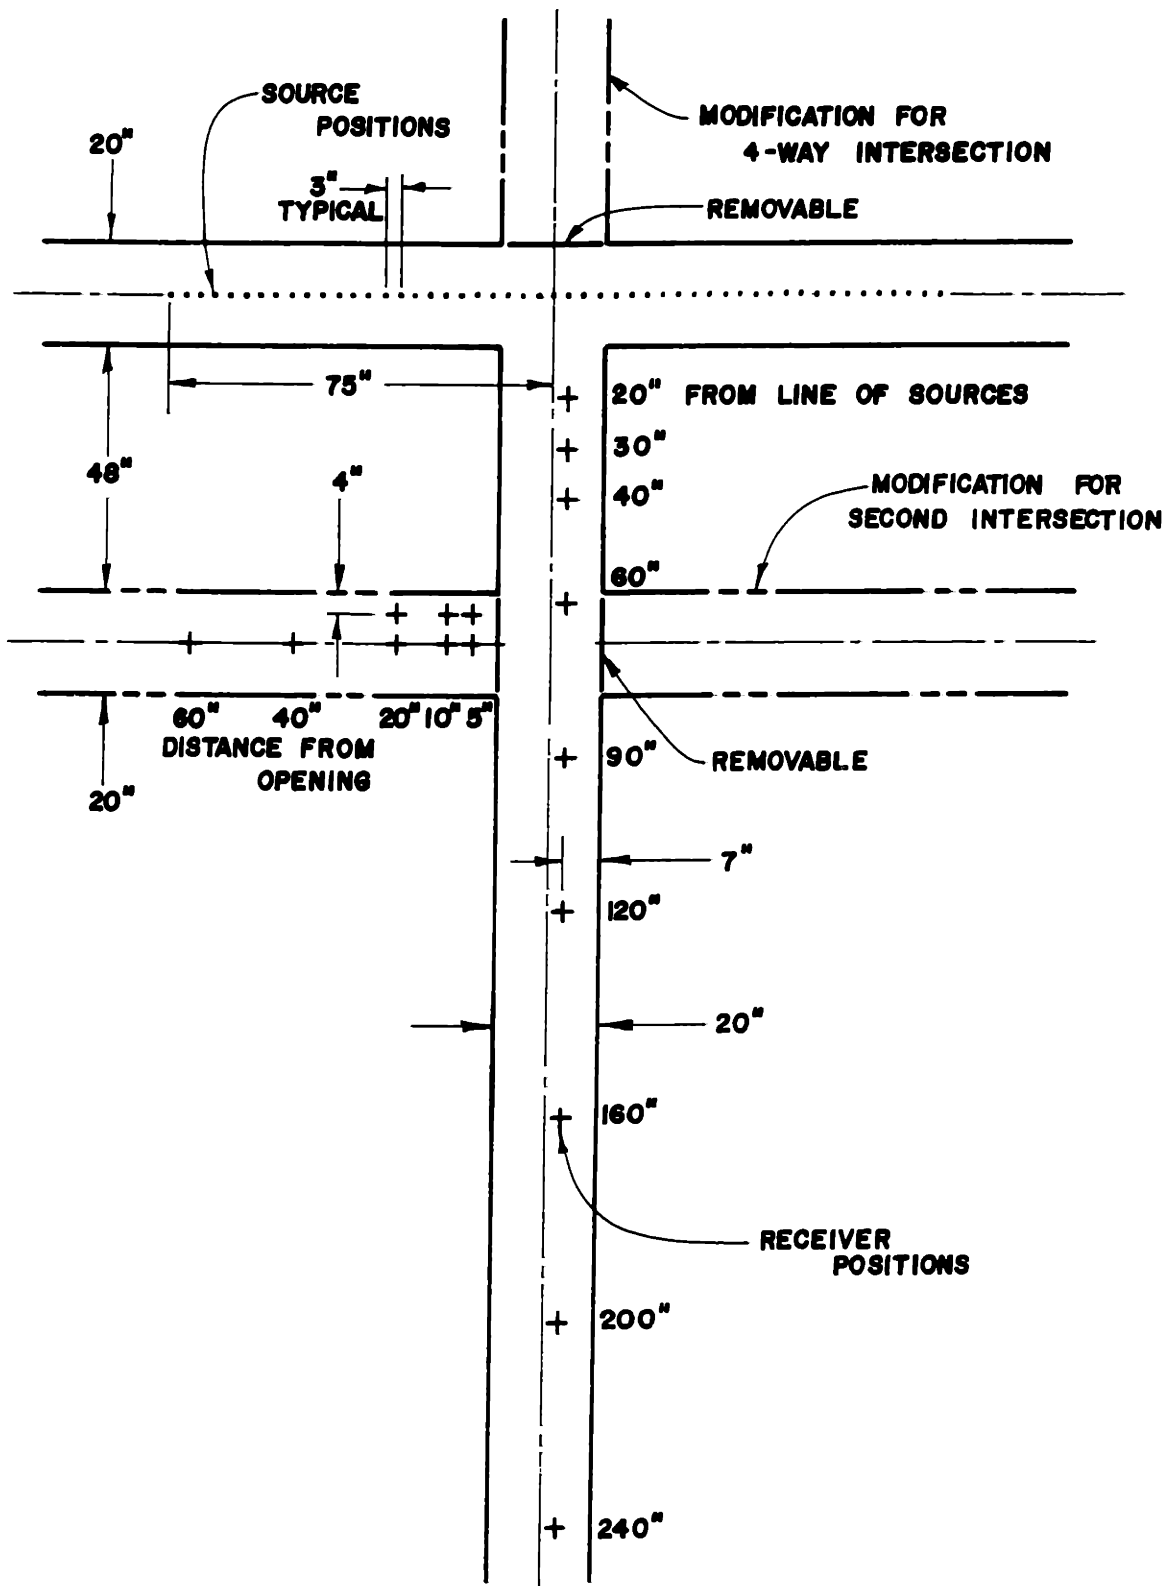 SOURCE
POSITIONS
MODIFICATION FOR
4-WAY INTERSECTION
20"
3"
TYPICAL
REMOVABLE
75"
20" FROM LINE OF SOURCES
30"
48"
4"
40"
MODIFICATION FOR
SECOND INTERSECTION
60"
60" 40" 20" 10" 5"
DISTANCE FROM
OPENING
20"
90"
REMOVABLE
7"
120"
20"
160"
RECEIVER
POSITIONS
200"
240"